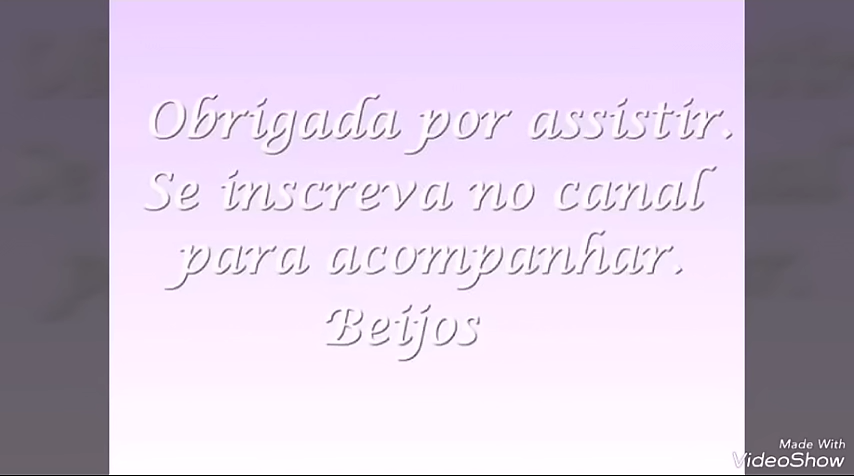 Obrigada por assistir.
Se inscreva no canal
para acompanhar.
Beijos
Made With
VideoShow